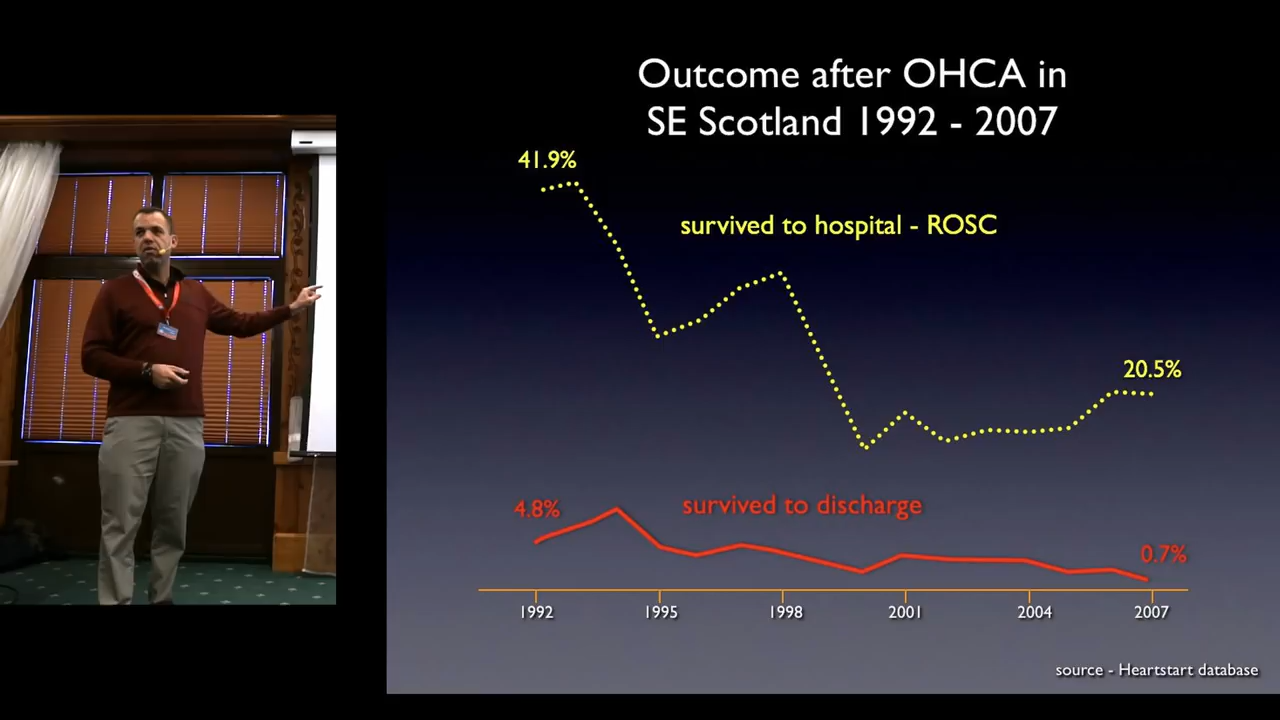 Outcome after OHCA in
SE Scotland 1992 - 2007
41.9%
survived to hospital - ROSC
20.5%
4.8%
survived to discharge
0.7%
1992
1995
1998
2001
2004
2007
source - Heartstart database